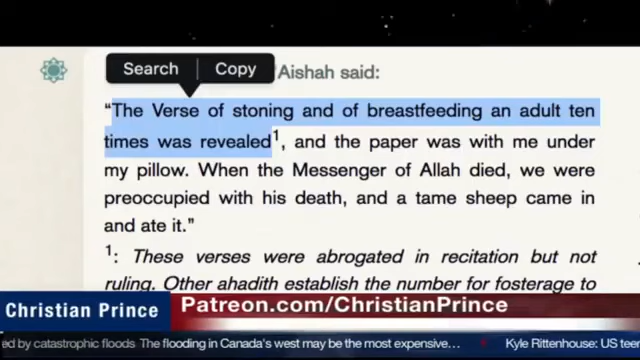 Search Copy
Aishah said:
“The Verse of stoning and of breastfeeding an adult ten
times was revealed¹, and the paper was with me under
my pillow. When the Messenger of Allah died, we were
preoccupied with his death, and a tame sheep came in
and ate it.”
¹: These verses were abrogated in recitation but not
ruling. Other ahadith establish the number for fosterage to
Christian Prince
Patreon.com/ChristianPrince
ed by catastrophic floods The flooding in Canada's west may be the most expensive... Kyle Rittenhouse: US teen